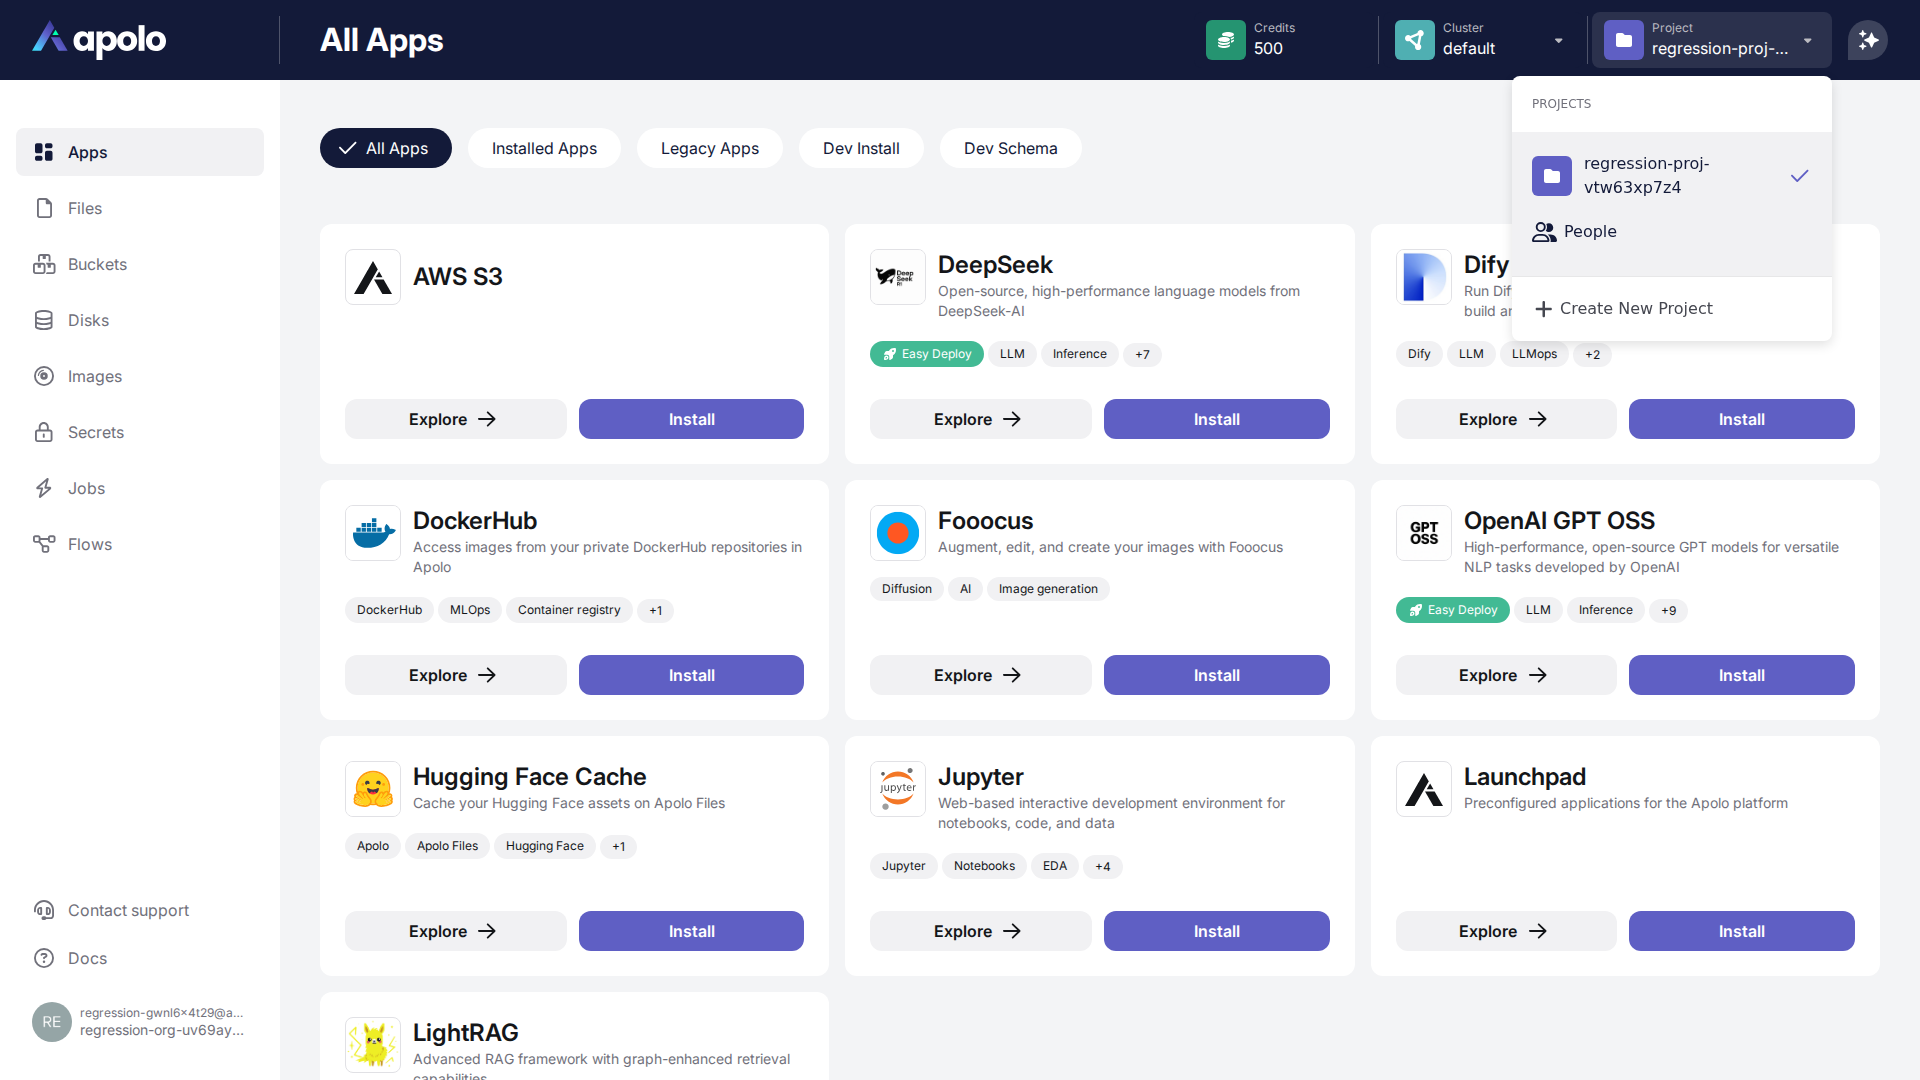 apolo
All Apps
Credits
500
Cluster
default
Project
regression-proj-...
PROJECTS
regression-proj-
vtw63xp7z4
People
Create New Project
Apps
Files
Buckets
Disks
Images
Secrets
Jobs
Flows
Contact support
Docs
RE
regression-gwnl6x4t29@a...
regression-org-uv69ay...
All Apps
Installed Apps
Legacy Apps
Dev Install
Dev Schema
AWS S3
Explore
Install
deep
seek
DeepSeek
Open-source, high-performance language models from
DeepSeek-AI
Easy Deploy
LLM
Inference
+7
Explore
Install
Dify
Run Dif
build ar
Dify
LLM
LLMops
+2
Explore
Install
DockerHub
Access images from your private DockerHub repositories in
Apolo
DockerHub
MLOps
Container registry
+1
Explore
Install
Fooocus
Augment, edit, and create your images with Fooocus
Diffusion
AI
Image generation
Explore
Install
GPT
OSS
OpenAI GPT OSS
High-performance, open-source GPT models for versatile
NLP tasks developed by OpenAI
Easy Deploy
LLM
Inference
+9
Explore
Install
Hugging Face Cache
Cache your Hugging Face assets on Apolo Files
Apolo
Apolo Files
Hugging Face
+1
Explore
Install
jupyter
Jupyter
Web-based interactive development environment for
notebooks, code, and data
Jupyter
Notebooks
EDA
+4
Explore
Install
Launchpad
Preconfigured applications for the Apolo platform
Explore
Install
LightRAG
Advanced RAG framework with graph-enhanced retrieval
capabilities